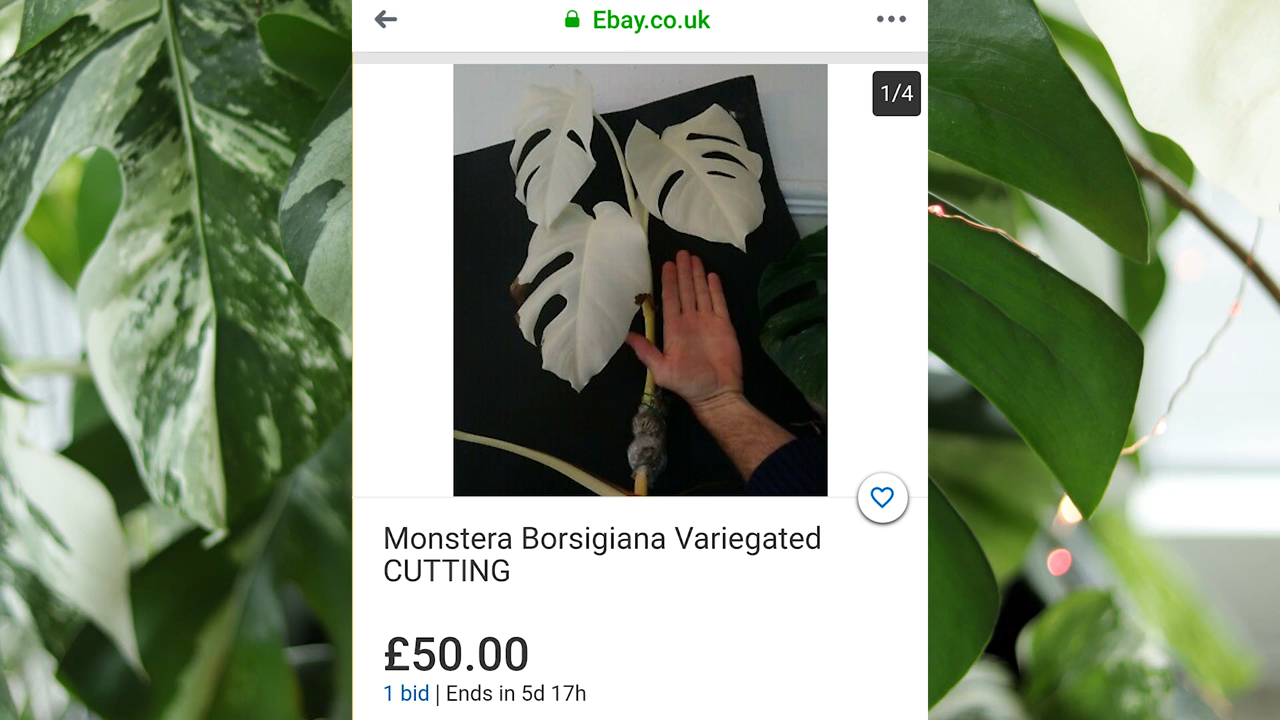 Ebay.co.uk
1/4
Monstera Borsigiana Variegated
CUTTING
£50.00
1 bid | Ends in 5d 17h